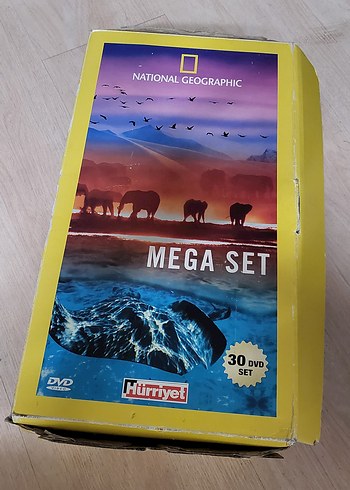 NATIONAL GEOGRAPHIC
MEGA SET
30 DVD
SET
DVD
Hürriyet